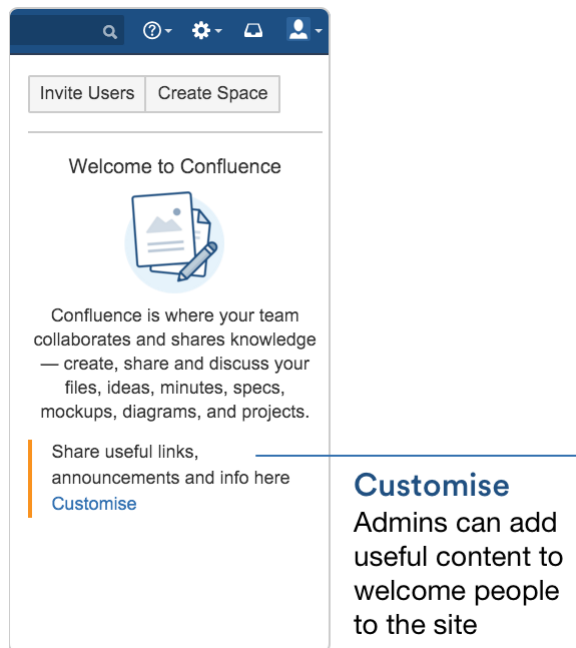 Invite Users Create Space
Welcome to Confluence
Confluence is where your team
collaborates and shares knowledge
— create, share and discuss your
files, ideas, minutes, specs,
mockups, diagrams, and projects.
Share useful links,
announcements and info here
Customise
Customise
Admins can add
useful content to
welcome people
to the site